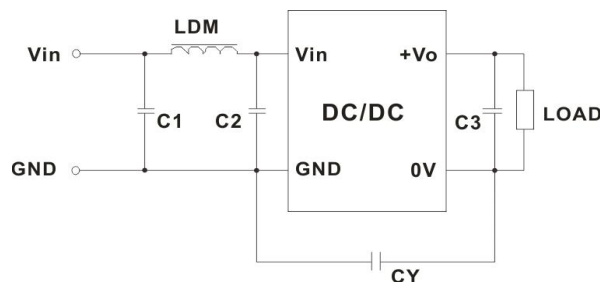 LDM
Vin
Vin
+Vo
C1
C2
DC/DC
C3
LOAD
GND
GND
0V
CY